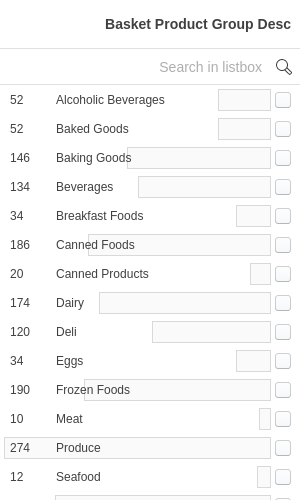 Basket Product Group Desc
Search in listbox
52 Alcoholic Beverages
52 Baked Goods
146 Baking Goods
134 Beverages
34 Breakfast Foods
186 Canned Foods
20 Canned Products
174 Dairy
120 Deli
34 Eggs
190 Frozen Foods
10 Meat
274 Produce
12 Seafood